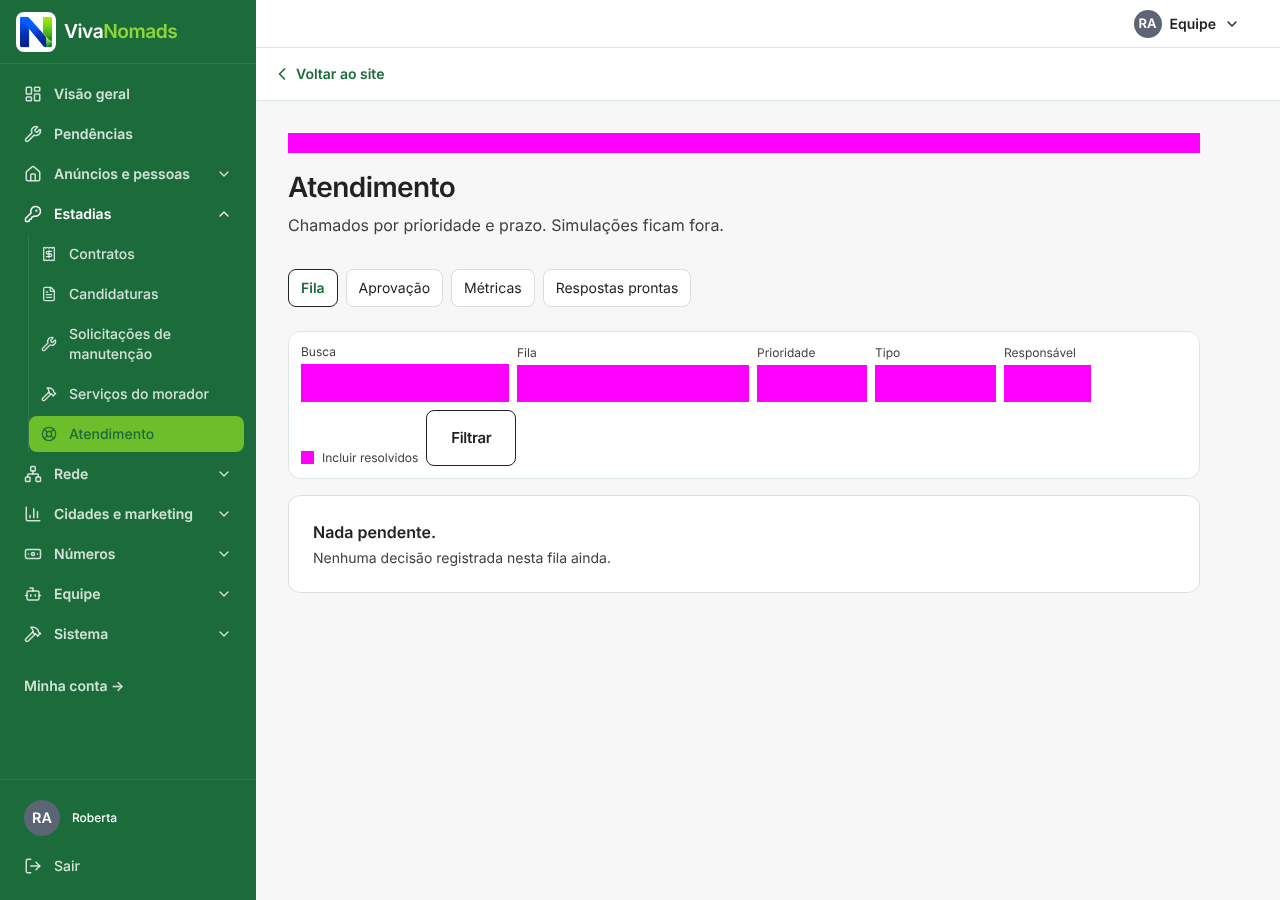 VivaNomads
RA Equipe
Voltar ao site
Visão geral
Pendências
Anúncios e pessoas
Estadias
Contratos
Candidaturas
Solicitações de
manutenção
Serviços do morador
Atendimento
Rede
Cidades e marketing
Números
Equipe
Sistema
Minha conta →
RA Roberta
Sair
Atendimento
Chamados por prioridade e prazo. Simulações ficam fora.
Fila Aprovação Métricas Respostas prontas
Busca Fila Prioridade Tipo Responsável
Incluir resolvidos Filtrar
Nada pendente.
Nenhuma decisão registrada nesta fila ainda.